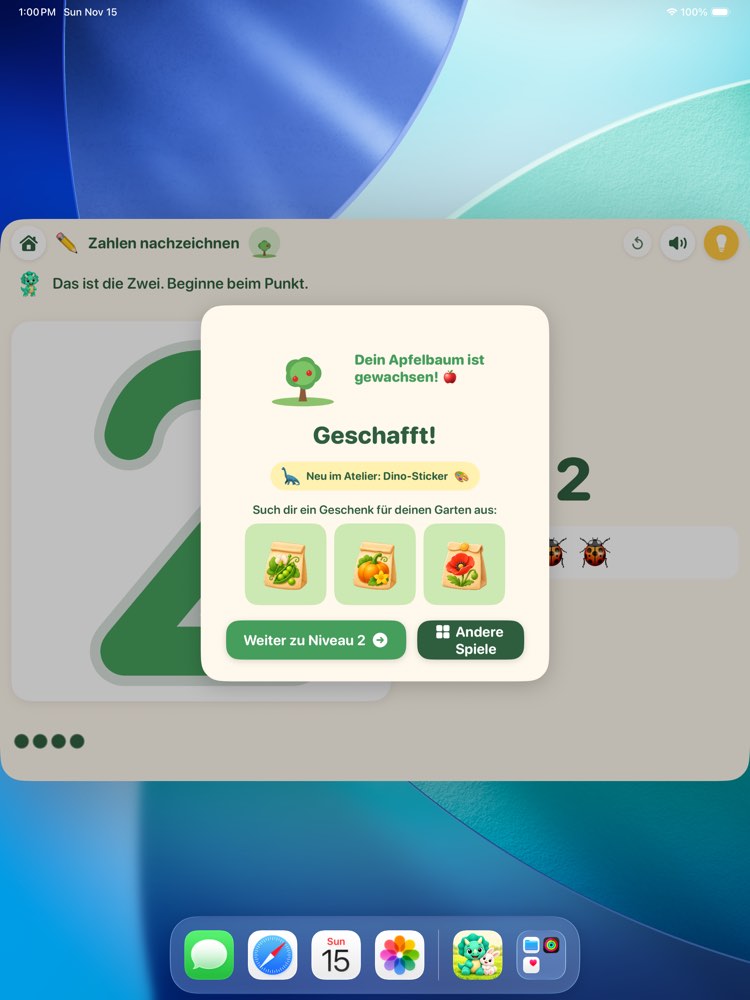 1:00 PM Sun Nov 15
100%
Zahlen nachzeichnen
Das ist die Zwei. Beginne beim Punkt.
Dein Apfelbaum ist
gewachsen!
Geschafft!
Neu im Atelier: Dino-Sticker
Such dir ein Geschenk für deinen Garten aus:
Weiter zu Niveau 2
Andere
Spiele
2
2
Sun
15